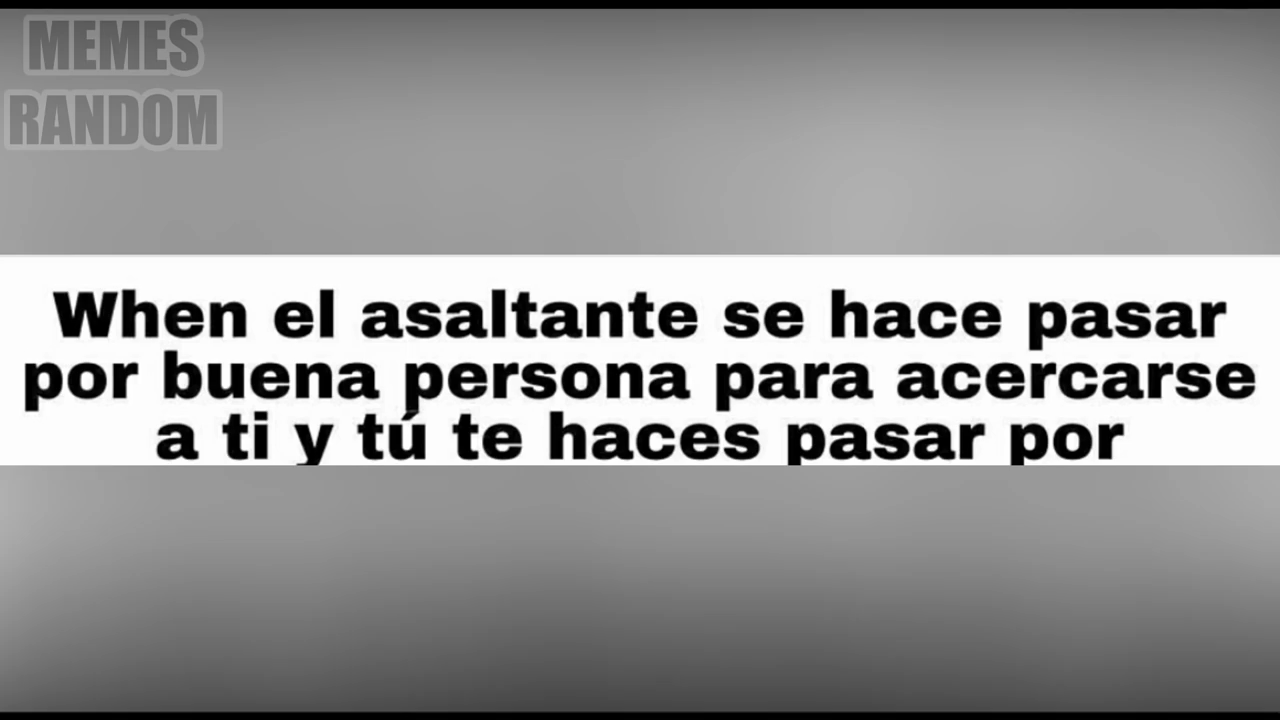 MEMES
RANDOM
When el asaltante se hace pasar
por buena persona para acercarse
a ti y tú te haces pasar por